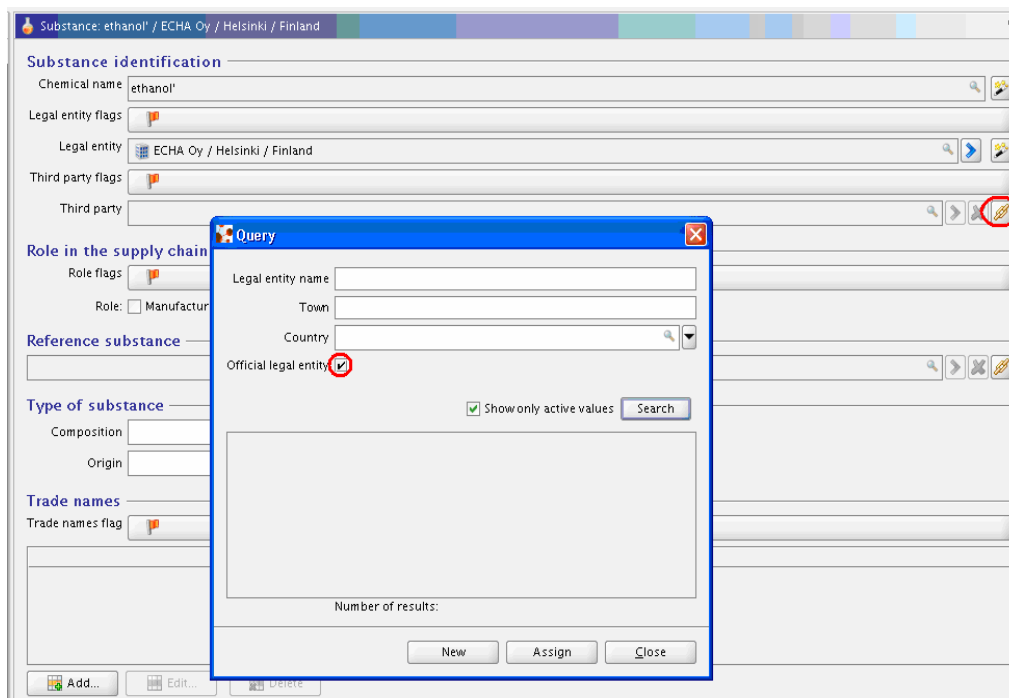 Substance: ethanol' / ECHA Oy / Helsinki / Finland
Substance identification
Chemical name ethanol'
Legal entity flags
Legal entity ECHA Oy / Helsinki / Finland
Third party flags
Third party
Query
Legal entity name
Town
Country
Official legal entity
Show only active values Search
Number of results:
New Assign Close
Role in the supply chain
Role flags
Role: Manufactur
Reference substance
Type of substance
Composition
Origin
Trade names
Trade names flag
Add... Edit... Delete